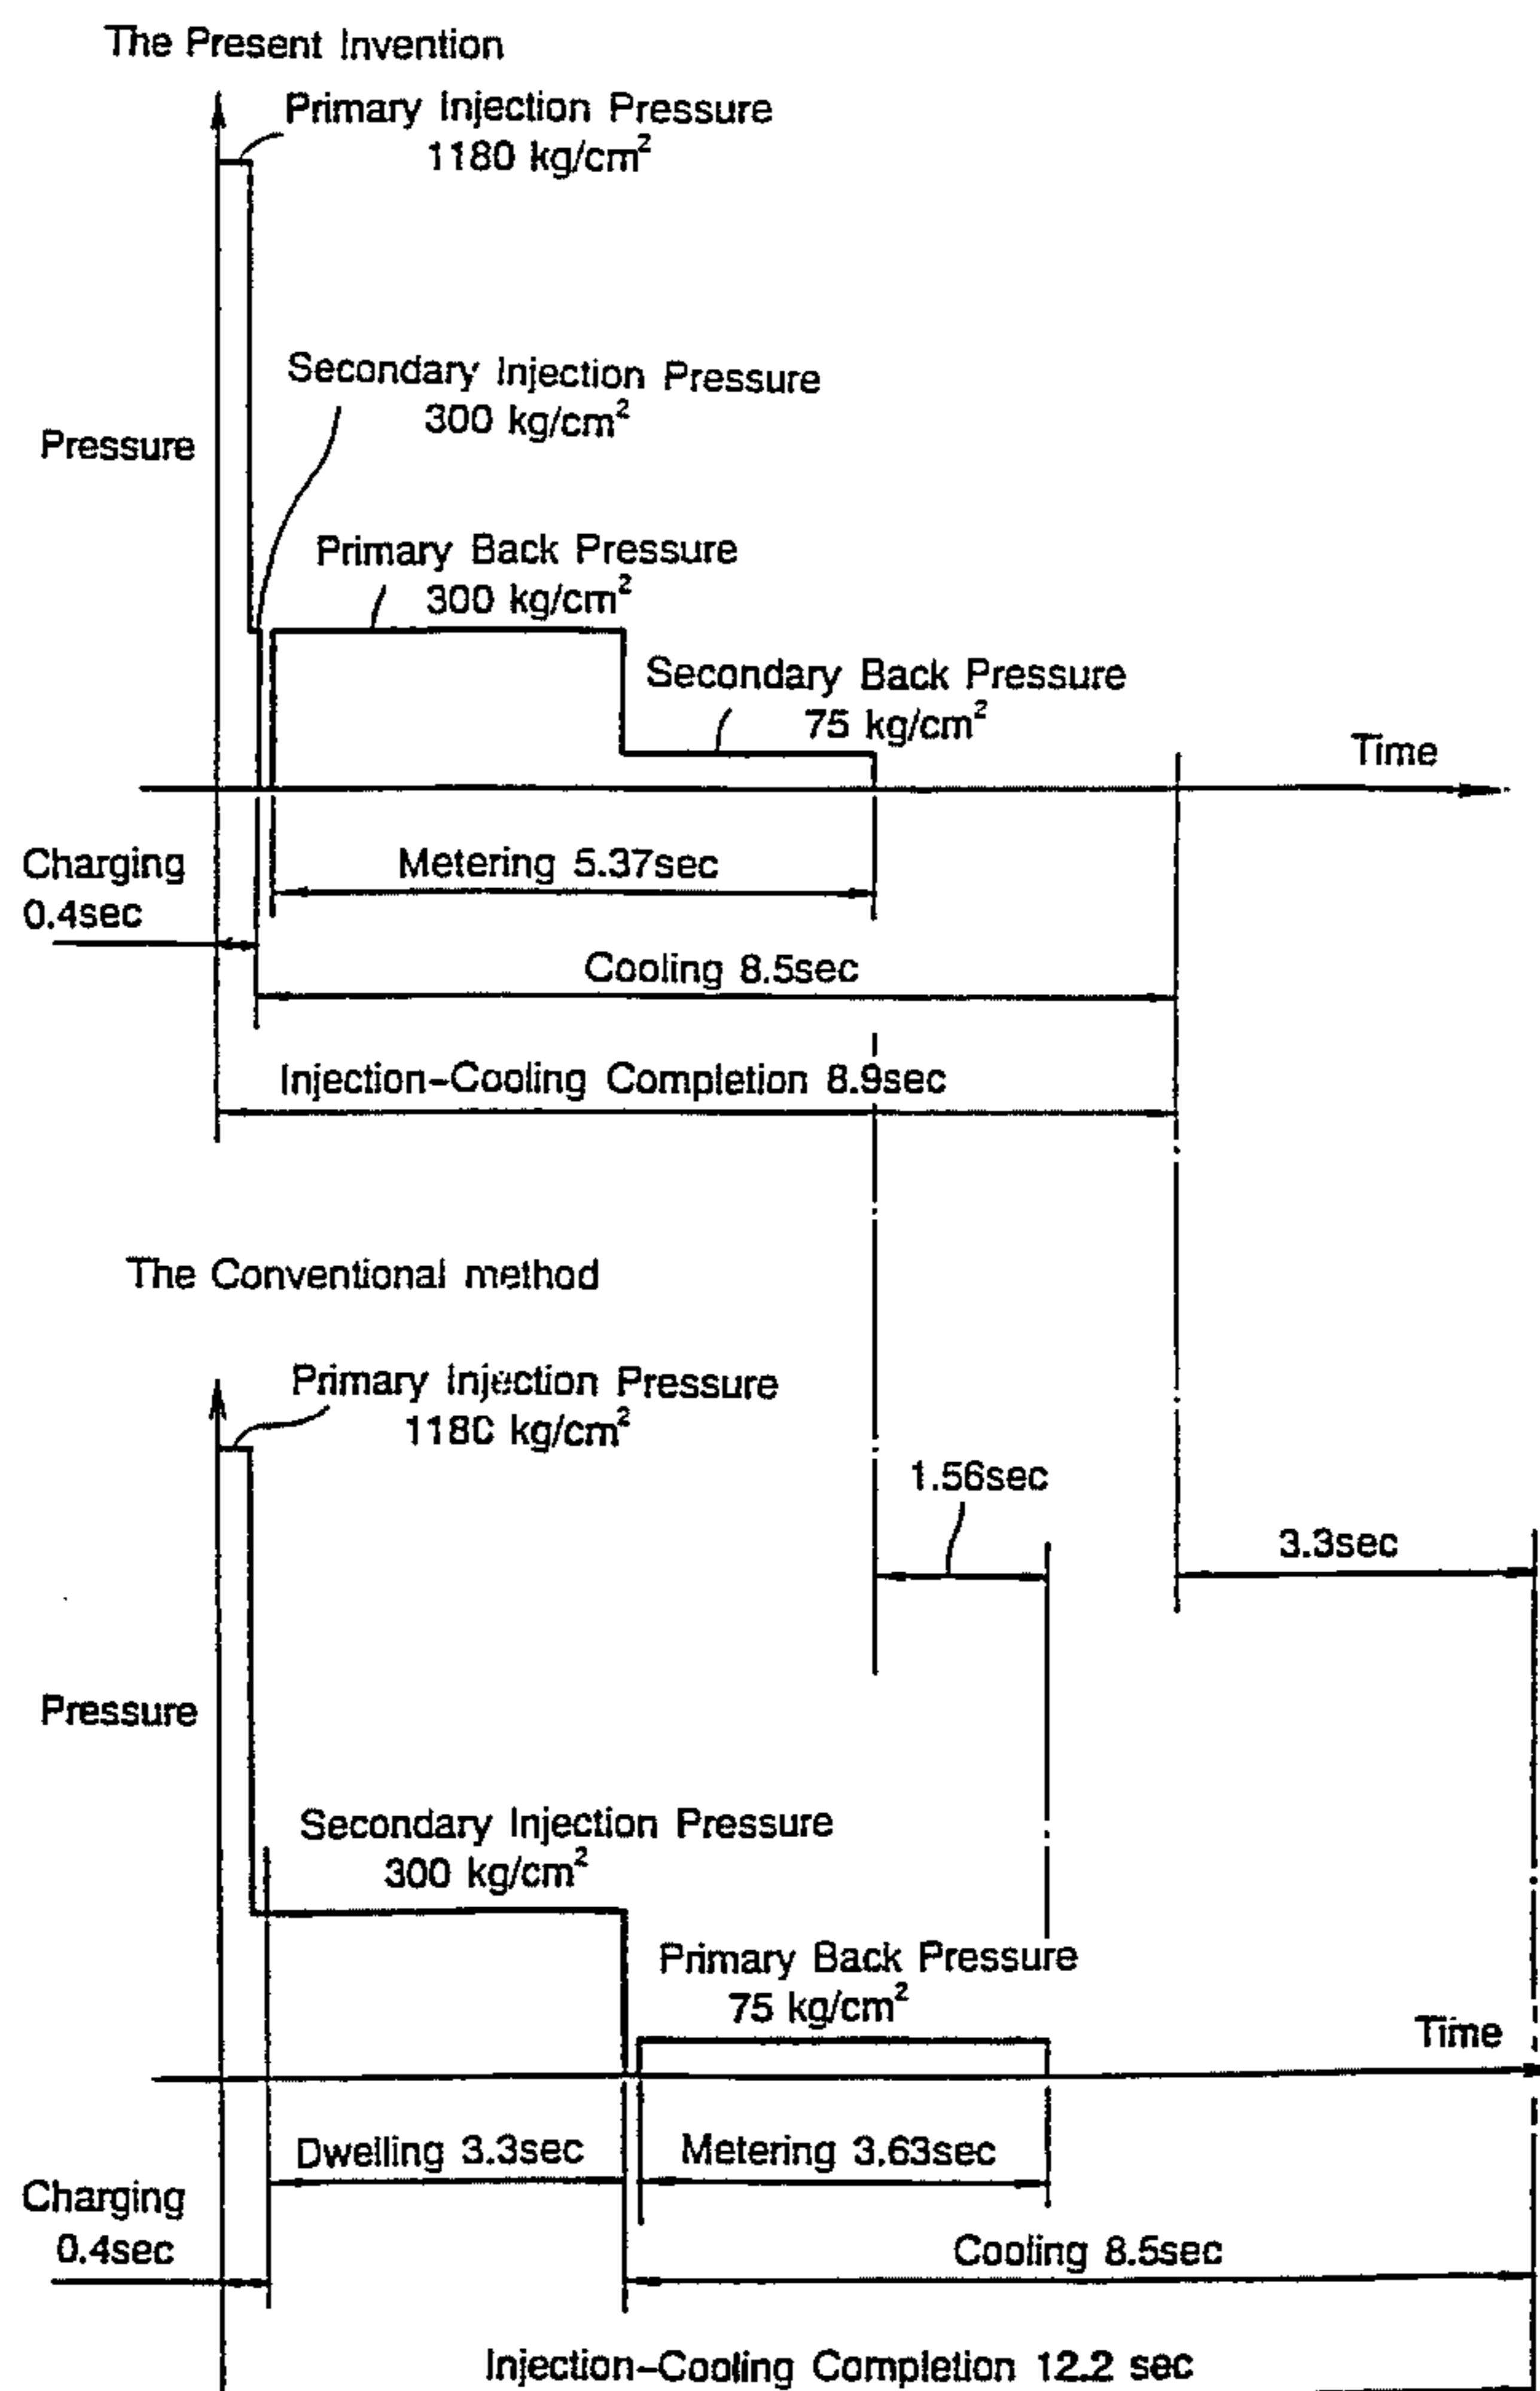 The Present Invention
Primary Injection Pressure
1180 kg/cm²
Secondary Injection Pressure
300 kg/cm²
Pressure
Primary Back Pressure
300 kg/cm²
Secondary Back Pressure
75 kg/cm²
Time
Charging
0.4sec
Metering 5.37sec
Cooling 8.5sec
Injection-Cooling Completion 8.9sec
The Conventional method
Primary Injection Pressure
1180 kg/cm²
1.56sec
3.3sec
Pressure
Secondary Injection Pressure
300 kg/cm²
Primary Back Pressure
75 kg/cm²
Time
Dwelling 3.3sec
Metering 3.63sec
Charging
0.4sec
Cooling 8.5sec
Injection-Cooling Completion 12.2 sec